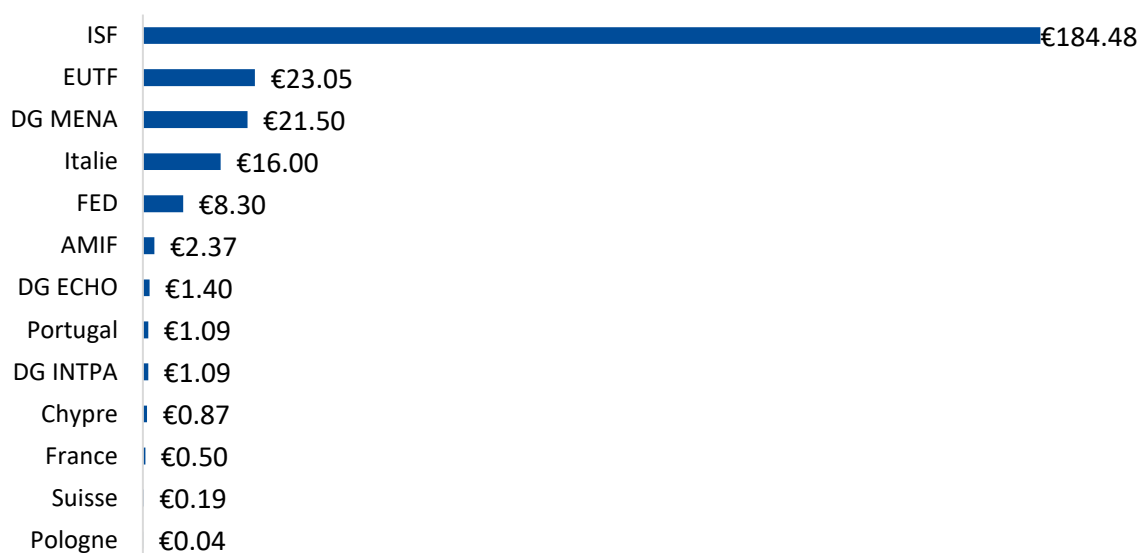 ISF €184.48
EUTF €23.05
DG MENA €21.50
Italie €16.00
FED €8.30
AMIF €2.37
DG ECHO €1.40
Portugal €1.09
DG INTPA €1.09
Chypre €0.87
France €0.50
Suisse €0.19
Pologne €0.04